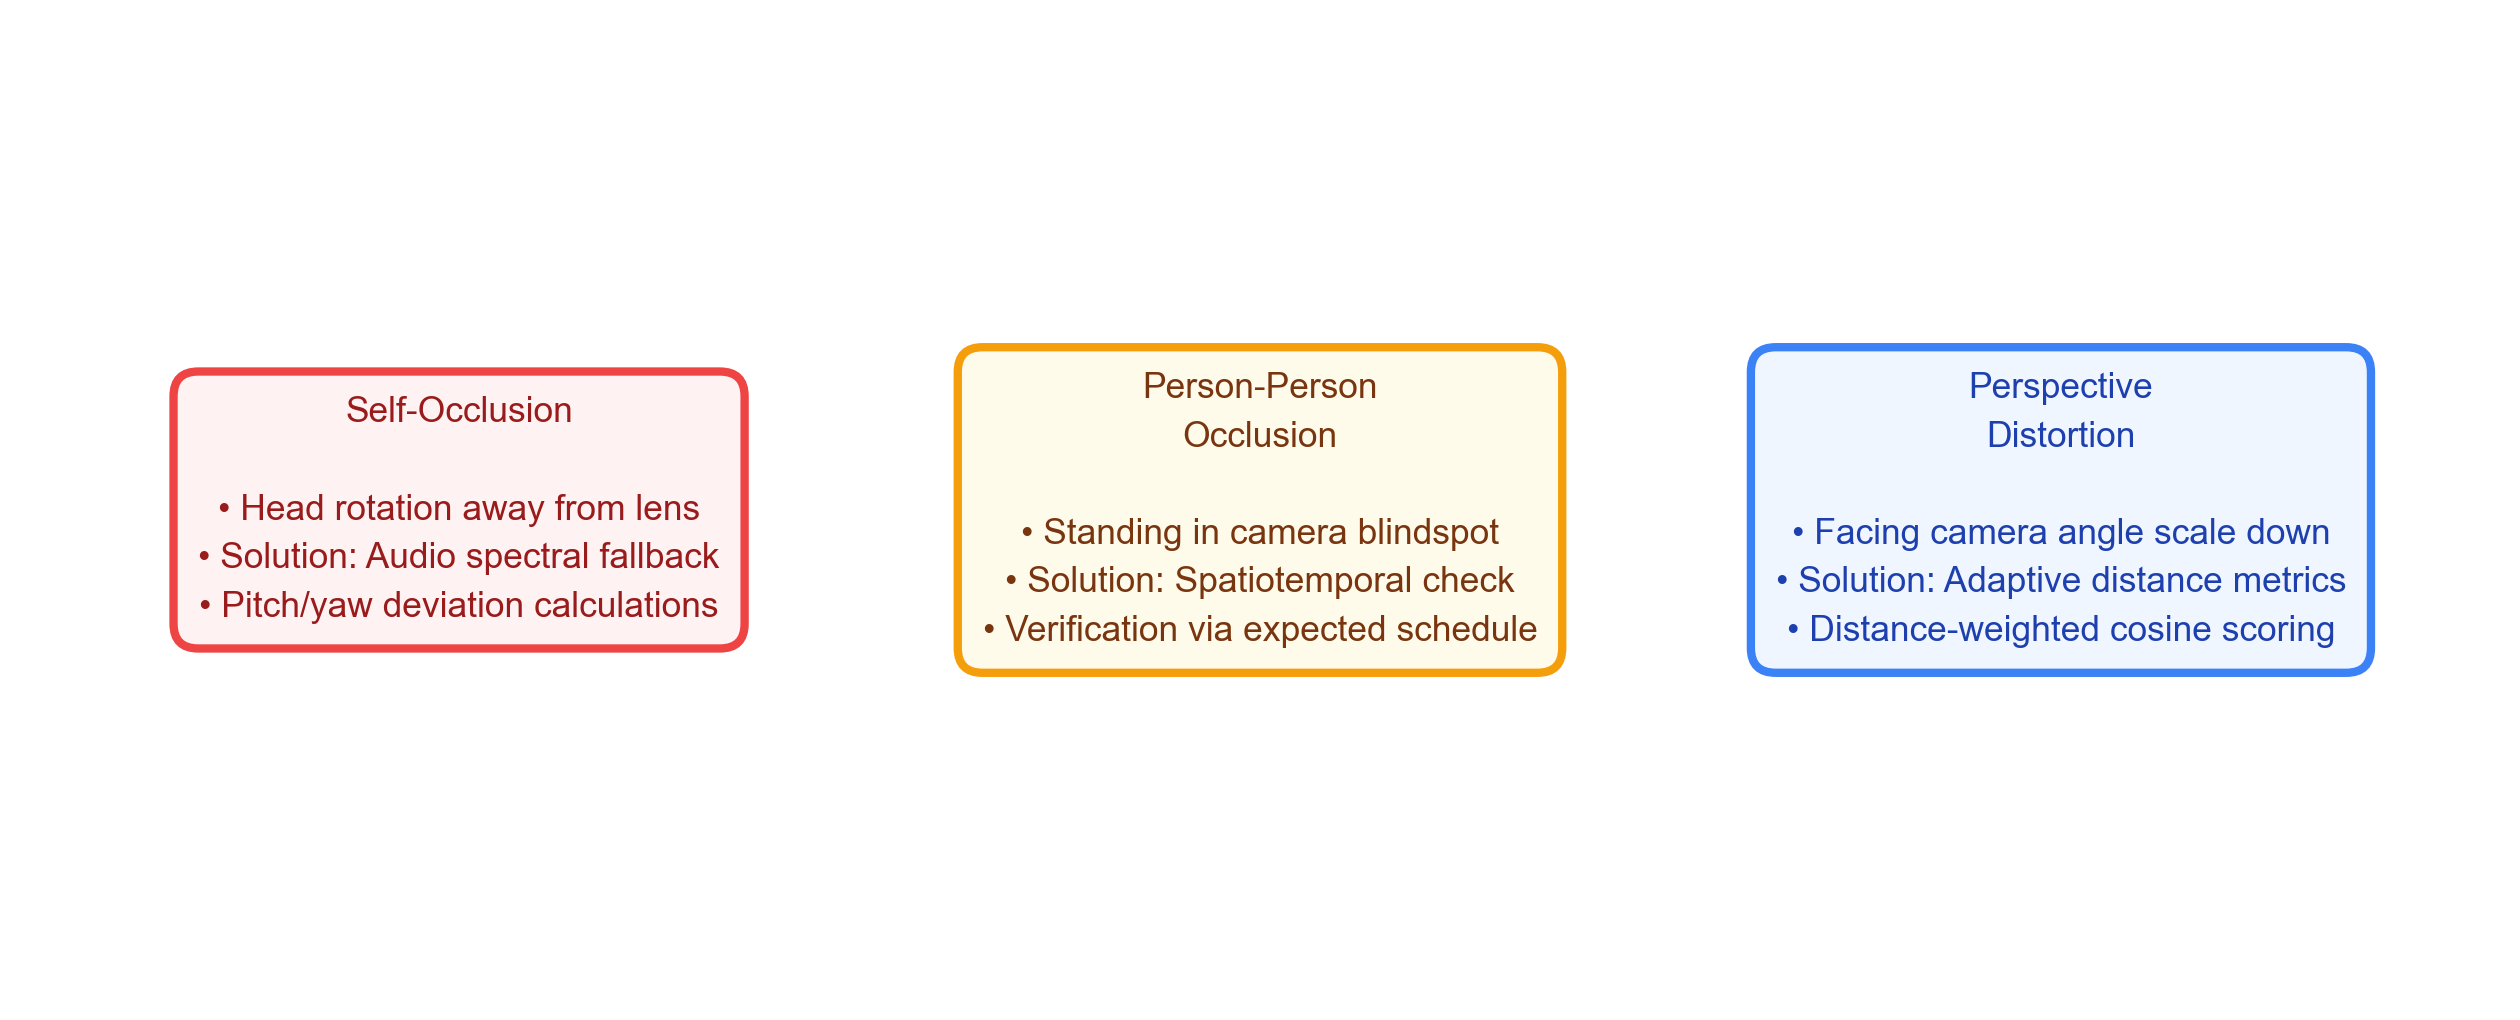 Self-Occlusion
• Head rotation away from lens
• Solution: Audio spectral fallback
• Pitch/yaw deviation calculations
Person-Person
Occlusion
• Standing in camera blindspot
• Solution: Spatiotemporal check
• Verification via expected schedule
Perspective
Distortion
• Facing camera angle scale down
• Solution: Adaptive distance metrics
• Distance-weighted cosine scoring